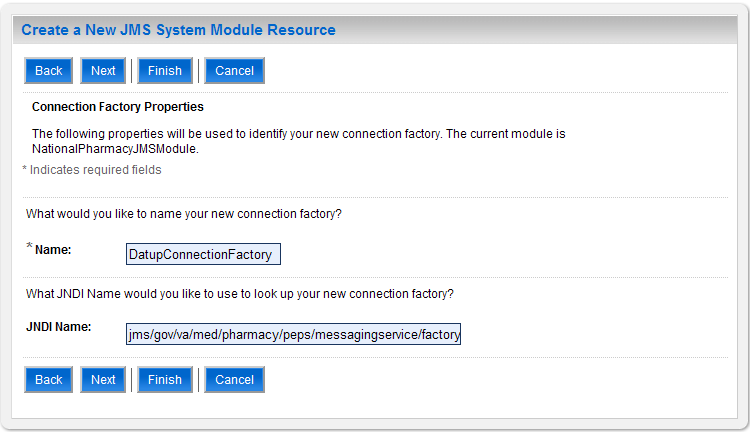 Create a New JMS System Module Resource
Back Next Finish Cancel
Connection Factory Properties
The following properties will be used to identify your new connection factory. The current module is
NationalPharmacyJMSModule.
* Indicates required fields
What would you like to name your new connection factory?
* Name: DatupConnectionFactory
What JNDI Name would you like to use to look up your new connection factory?
JNDI Name: jms/gov/va/med/pharmacy/peps/messagingservice/factory
Back Next Finish Cancel